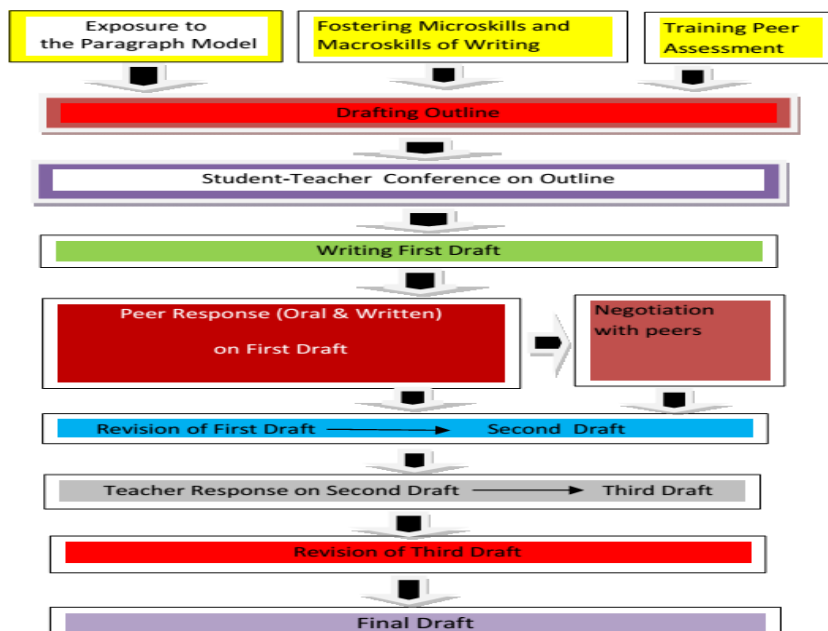 Exposure to
the Paragraph Model
Fostering Microskills and
Macroskills of Writing
Training Peer
Assessment
Drafting Outline
Student-Teacher Conference on Outline
Writing First Draft
Peer Response (Oral & Written)
on First Draft
Negotiation
with peers
Revision of First Draft Second Draft
Teacher Response on Second Draft Third Draft
Revision of Third Draft
Final Draft